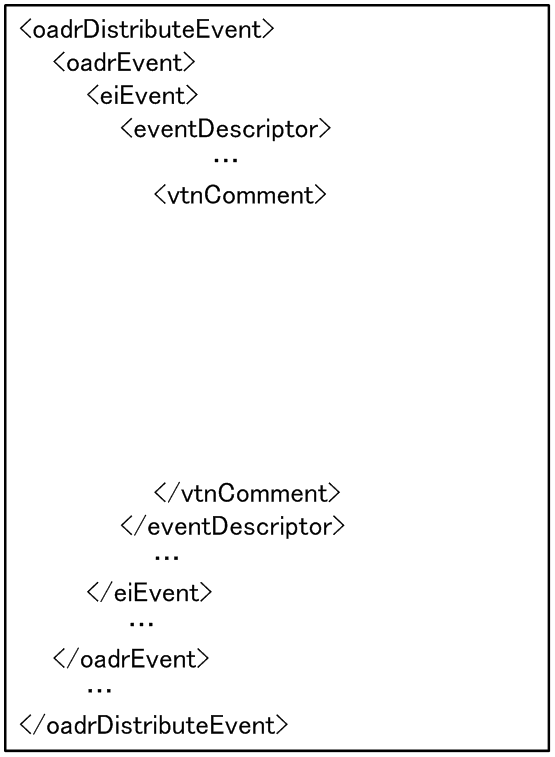 <oadrDistributeEvent>
<oadrEvent>
<eiEvent>
<eventDescriptor>
…
<vtnComment>
</vtnComment>
</eventDescriptor>
…
</eiEvent>
…
</oadrEvent>
…
</oadrDistributeEvent>